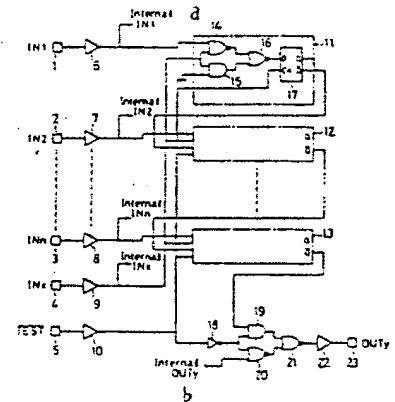 a
Internal
IN1
14
16
11
IN1
1
6
15
17
Internal
IN2
2
7
12
IN2
Q
Internal
INn
13
INn
3
8
Q
Internal
INx
INx
4
9
TEST
5
10
18
19
OUTy
Internal
OUTy
20
21
22
23
b